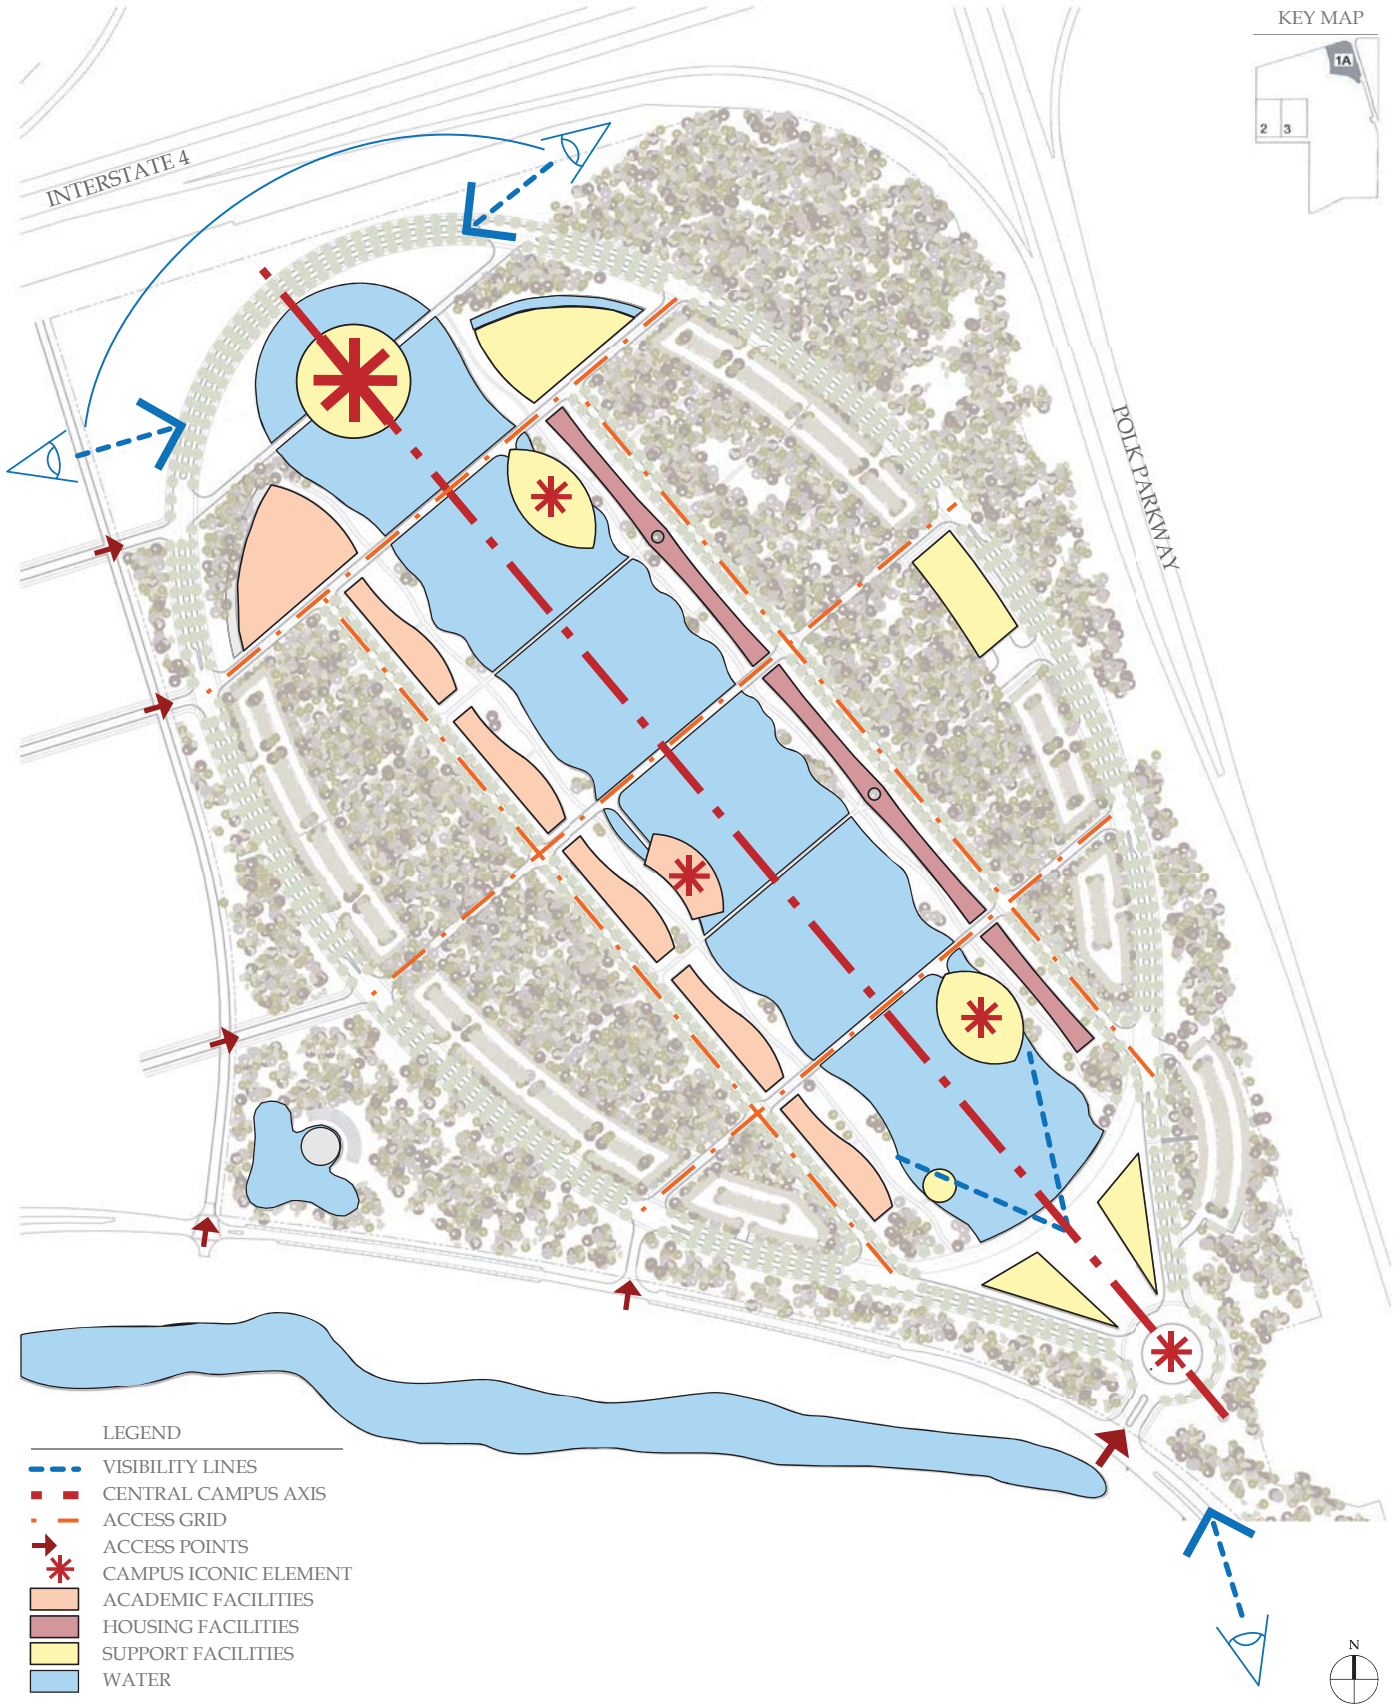 KEY MAP
1A
2 3
INTERSTATE 4
POLK PARKWAY
LEGEND
VISIBILITY LINES
CENTRAL CAMPUS AXIS
ACCESS GRID
ACCESS POINTS
CAMPUS ICONIC ELEMENT
ACADEMIC FACILITIES
HOUSING FACILITIES
SUPPORT FACILITIES
WATER
N